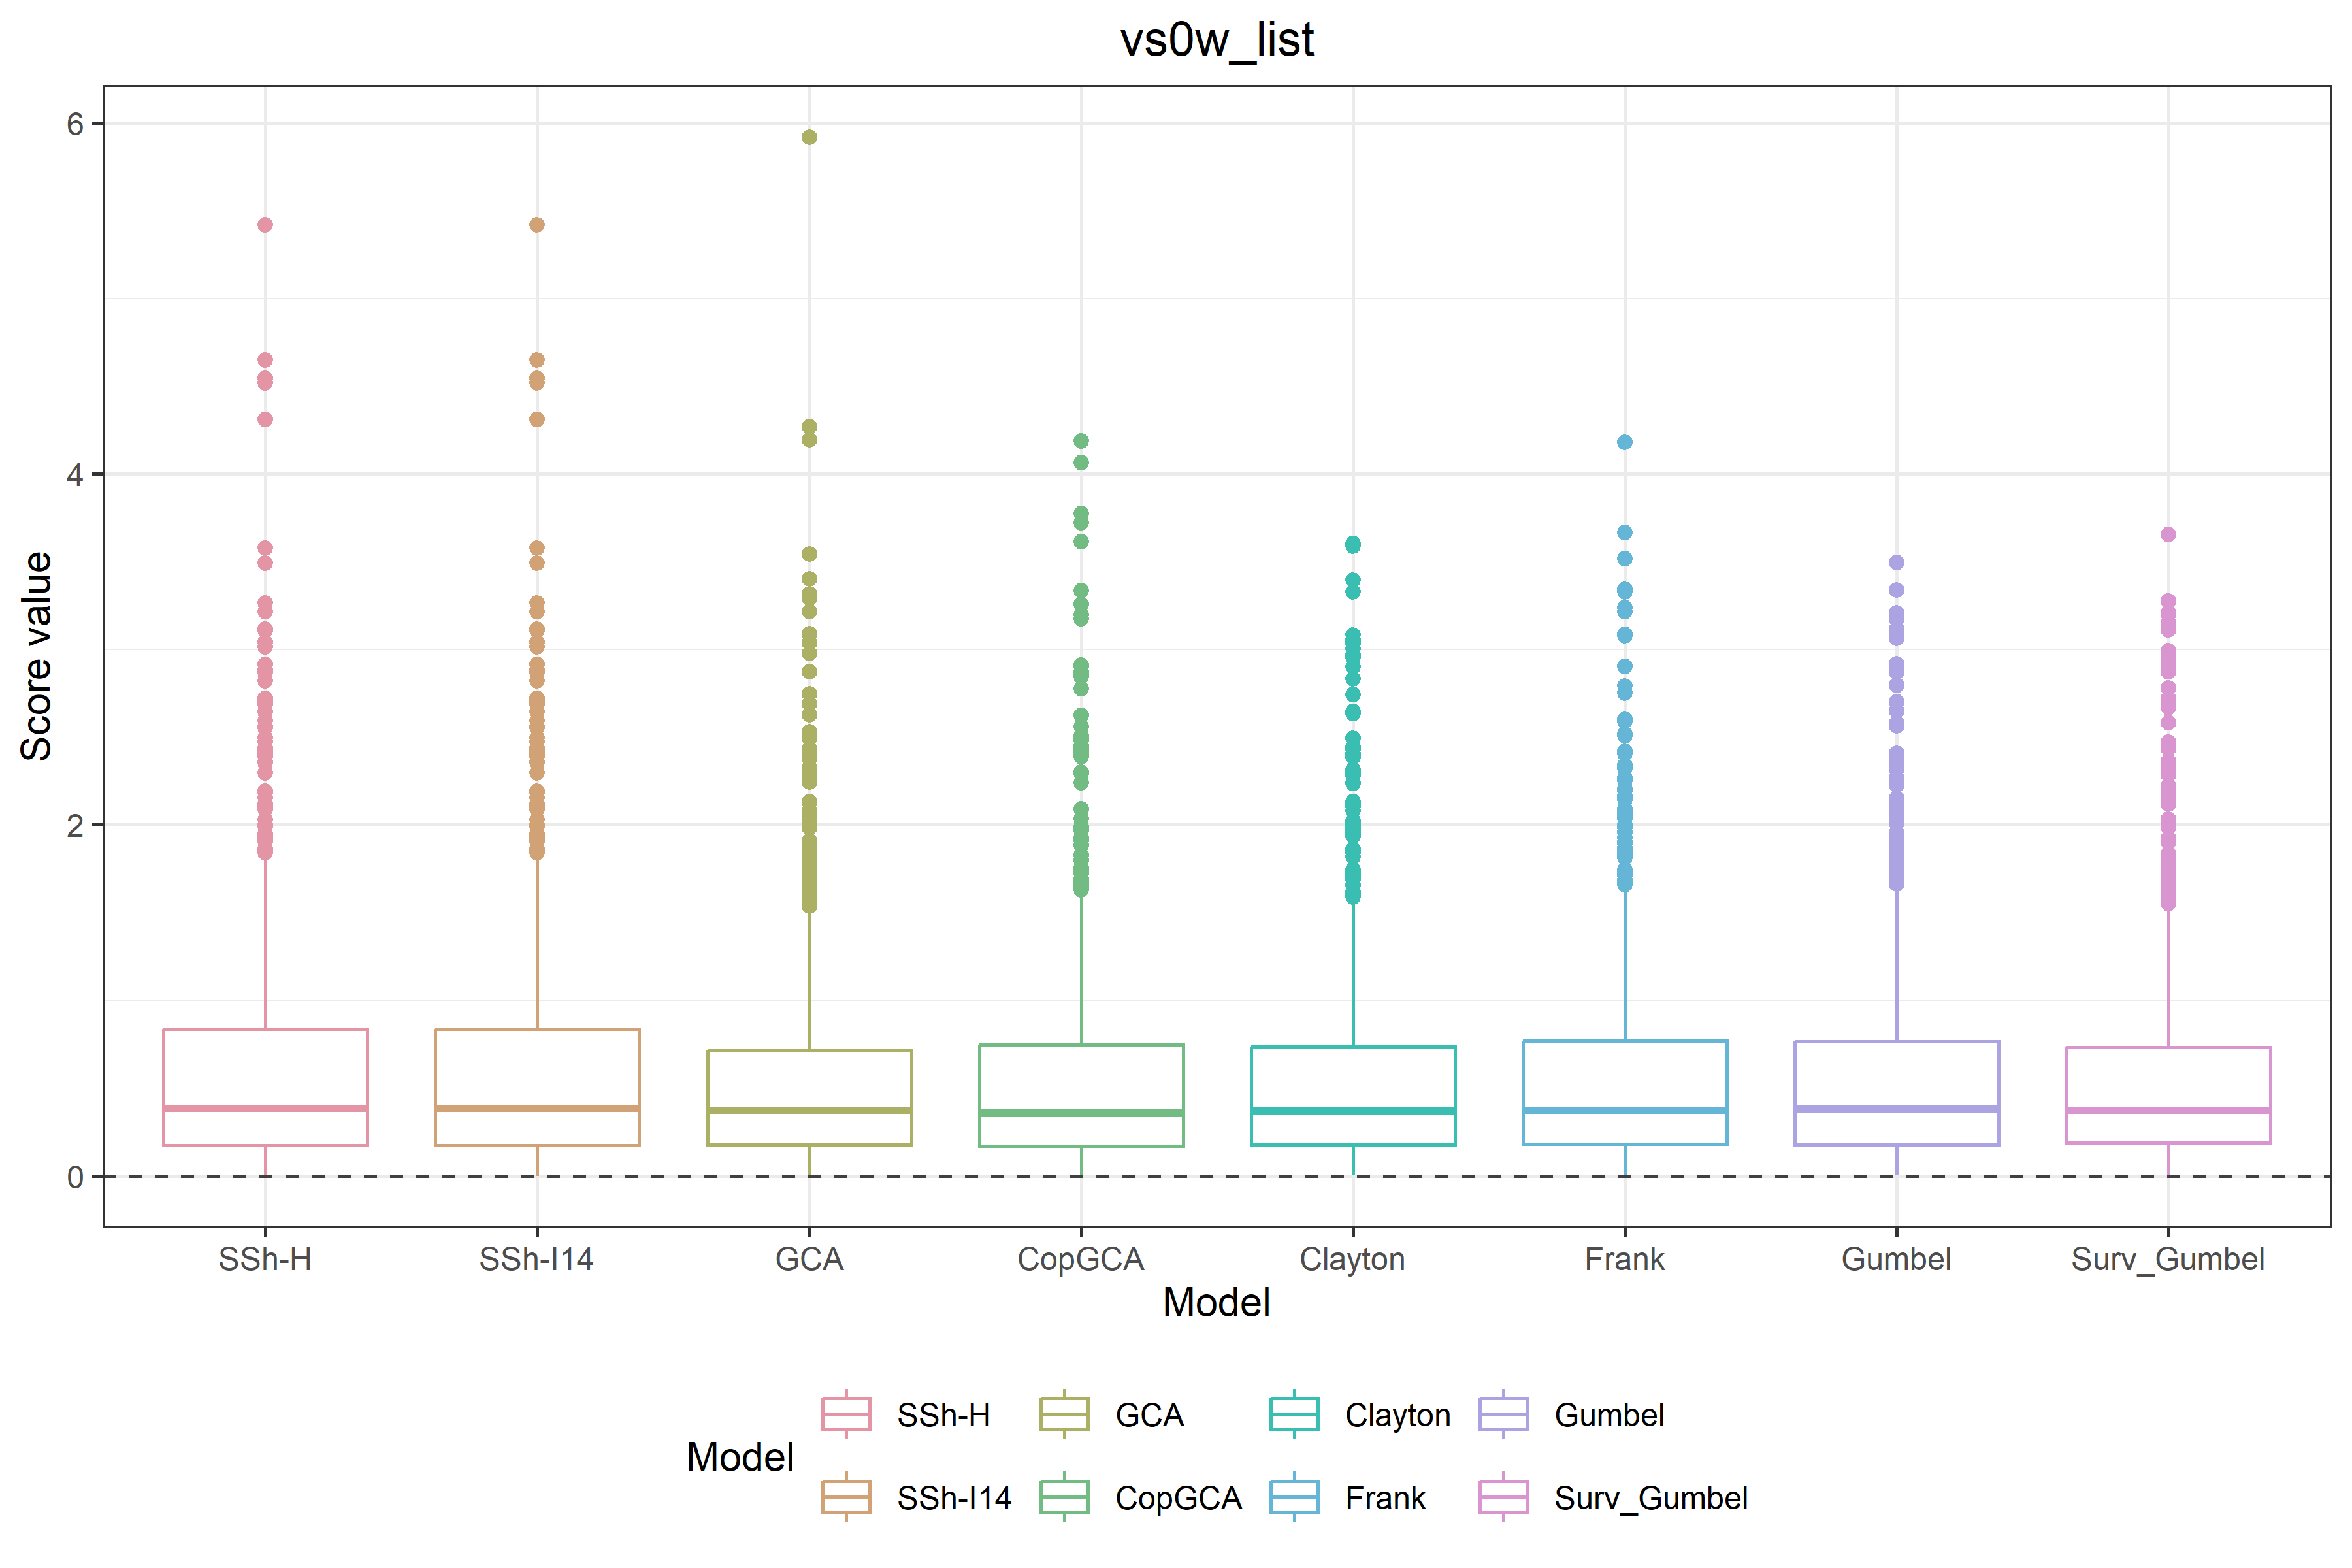 vs0w_list
Score value
6
4
2
0
SSh-H SSh-I14 GCA CopGCA Clayton Frank Gumbel Surv_Gumbel
Model
Model
SSh-H GCA Clayton Gumbel
SSh-I14 CopGCA Frank Surv_Gumbel